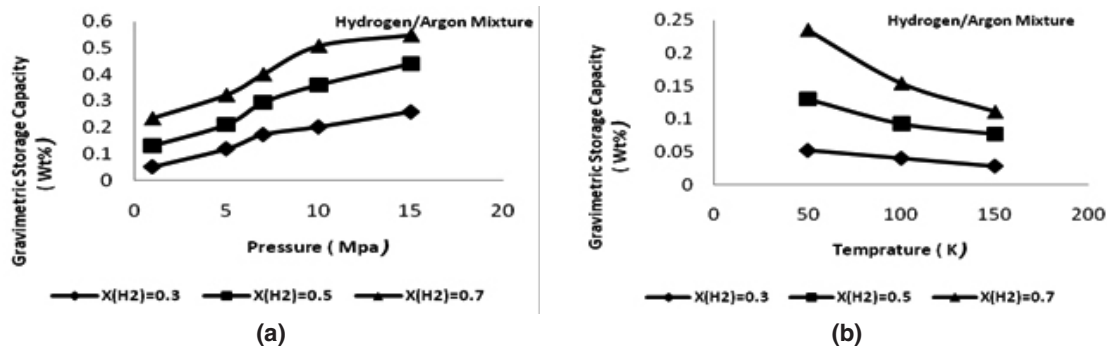 Hydrogen/Argon Mixture
Gravimetric Storage Capacity
( Wt%)
0.6
0.5
0.4
0.3
0.2
0.1
0
0
5
10
15
20
Pressure ( Mpa)
X(H2)=0.3
X(H2)=0.5
X(H2)=0.7
(a)
Hydrogen/Argon Mixture
Gravimetric Storage Capacity
( Wt%)
0.25
0.2
0.15
0.1
0.05
0
0
50
100
150
200
Temprature ( K)
X(H2)=0.3
X(H2)=0.5
X(H2)=0.7
(b)